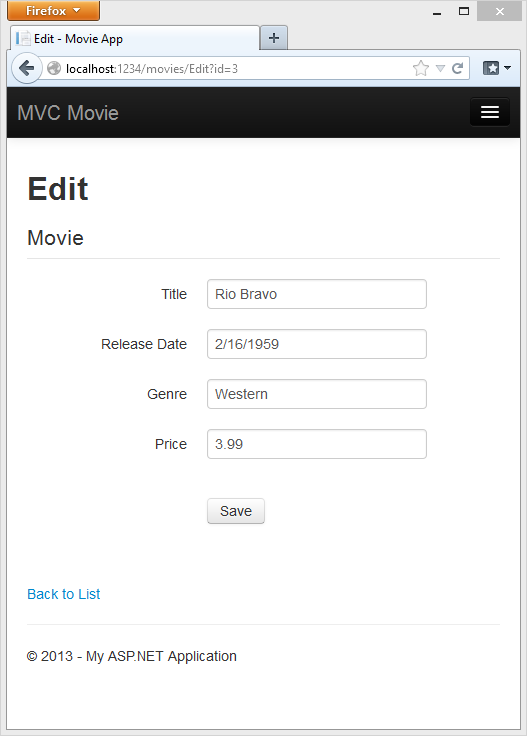 Firefox
Edit - Movie App
localhost:1234/movies/Edit?id=3
MVC Movie
Edit
Movie
Title Rio Bravo
Release Date 2/16/1959
Genre Western
Price 3.99
Save
Back to List
© 2013 - My ASP.NET Application